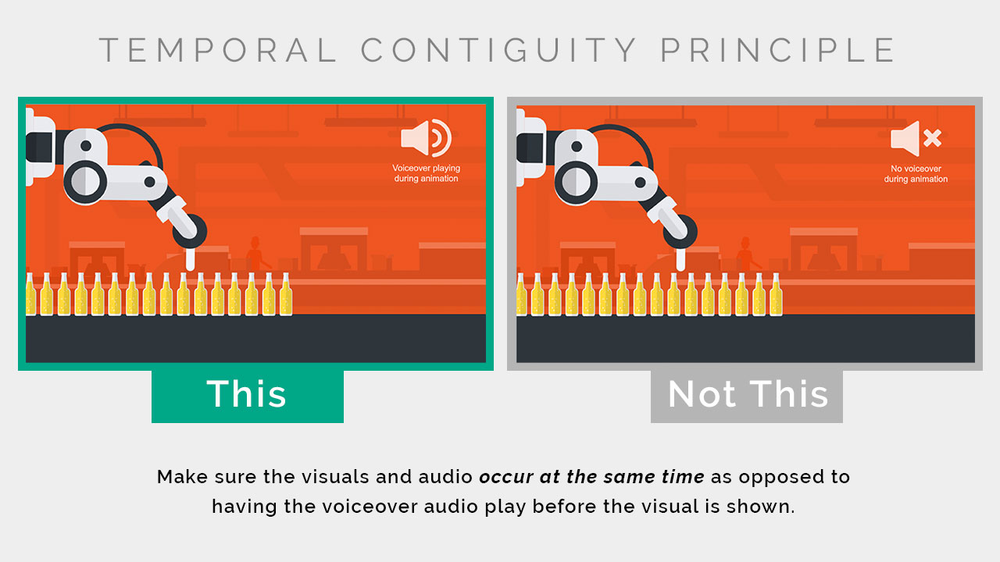 TEMPORAL CONTIGUITY PRINCIPLE
Voiceover playing
during animation
No voiceover
during animation
This
Not This
Make sure the visuals and audio occur at the same time as opposed to
having the voiceover audio play before the visual is shown.